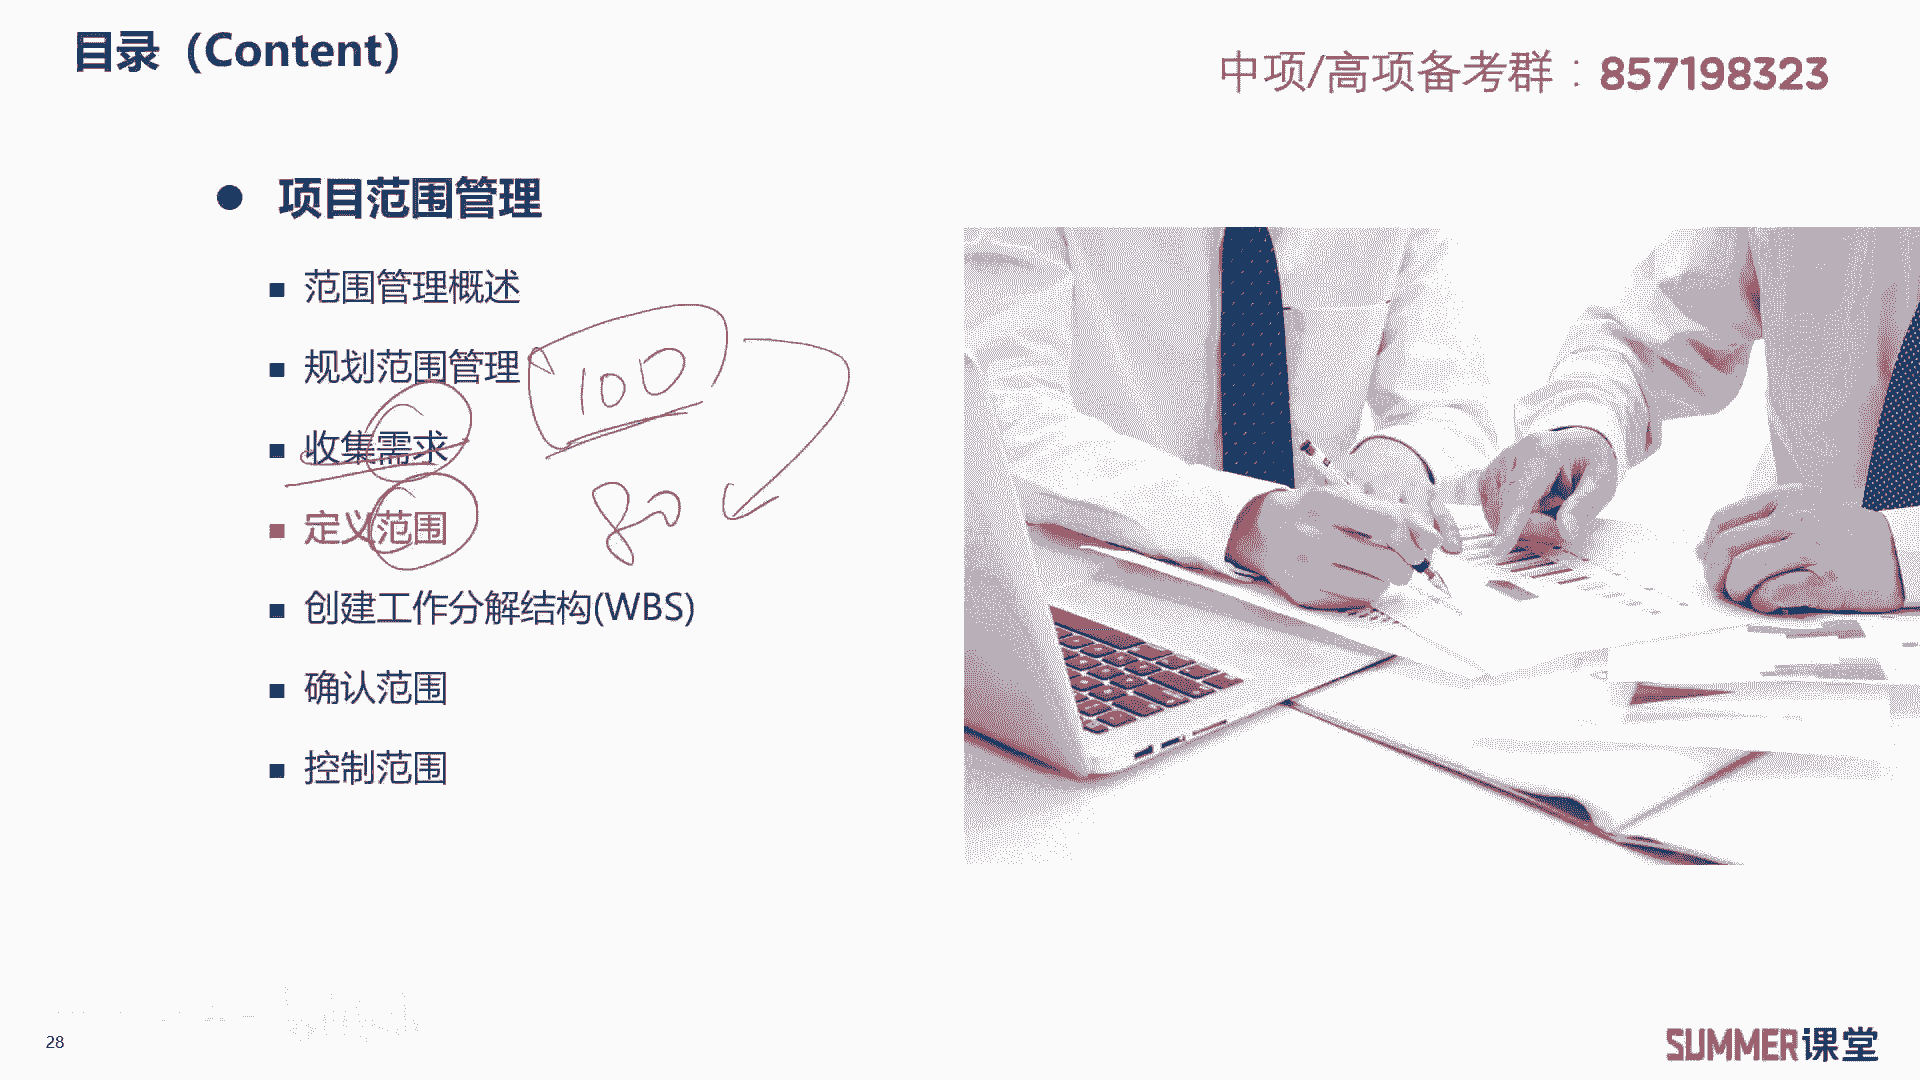 目录（Content）
中项/高项备考群：857198323
● 项目范围管理
■ 范围管理概述
■ 规划范围管理
100
■ 收集需求
■ 定义范围
80
■ 创建工作分解结构(WBS)
■ 确认范围
■ 控制范围
28
SUMMER课堂